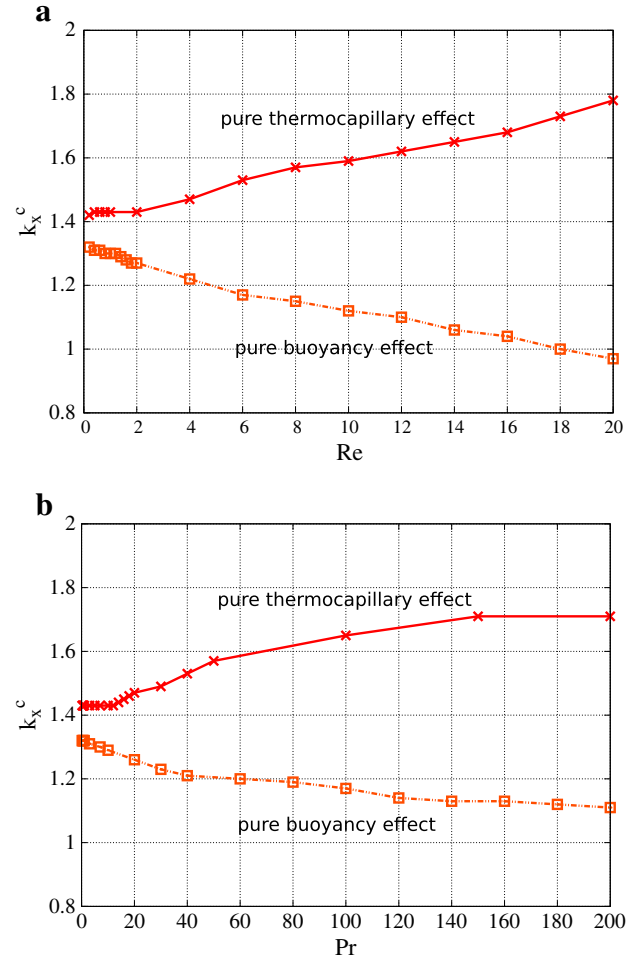 a
2
1.8
1.6
1.4
1.2
1
0.8
k_x^c
pure thermocapillary effect
pure buoyancy effect
0 2 4 6 8 10 12 14 16 18 20
Re
b
2
1.8
1.6
1.4
1.2
1
0.8
k_x^c
pure thermocapillary effect
pure buoyancy effect
0 20 40 60 80 100 120 140 160 180 200
Pr